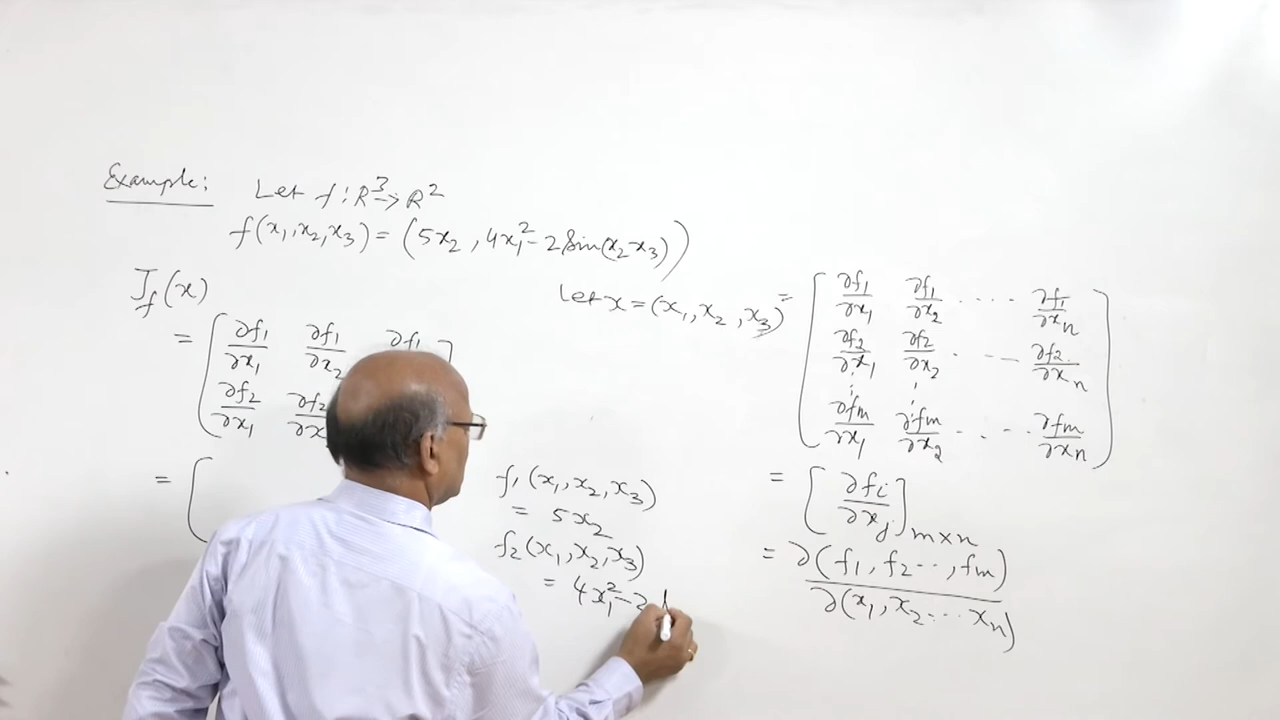 Example: Let f: R³ → R²
f(x₁,x₂,x₃) = (5x₂, 4x₁² - 2 Sin(x₂x₃))
J_f(x)
= [ ∂f₁/∂x₁ ∂f₁/∂x₂ ∂f₁
∂f₂/∂x₁ ∂f₂/∂x ]
= [
f₁(x₁,x₂,x₃)
= 5x₂
f₂(x₁,x₂,x₃)
= 4x₁² - 2
Let x = (x₁, x₂, x₃)
= [ ∂f₁/∂x₁ ∂f₁/∂x₂ .... ∂f₁/∂xₙ
∂f₂/∂x₁ ∂f₂/∂x₂ .... ∂f₂/∂xₙ
∂fm/∂x₁ ∂fm/∂x₂ .... ∂fm/∂xₙ ]
= [ ∂fᵢ/∂xⱼ ] m×n
= ∂(f₁, f₂.., fm)/∂(x₁, x₂... xₙ)